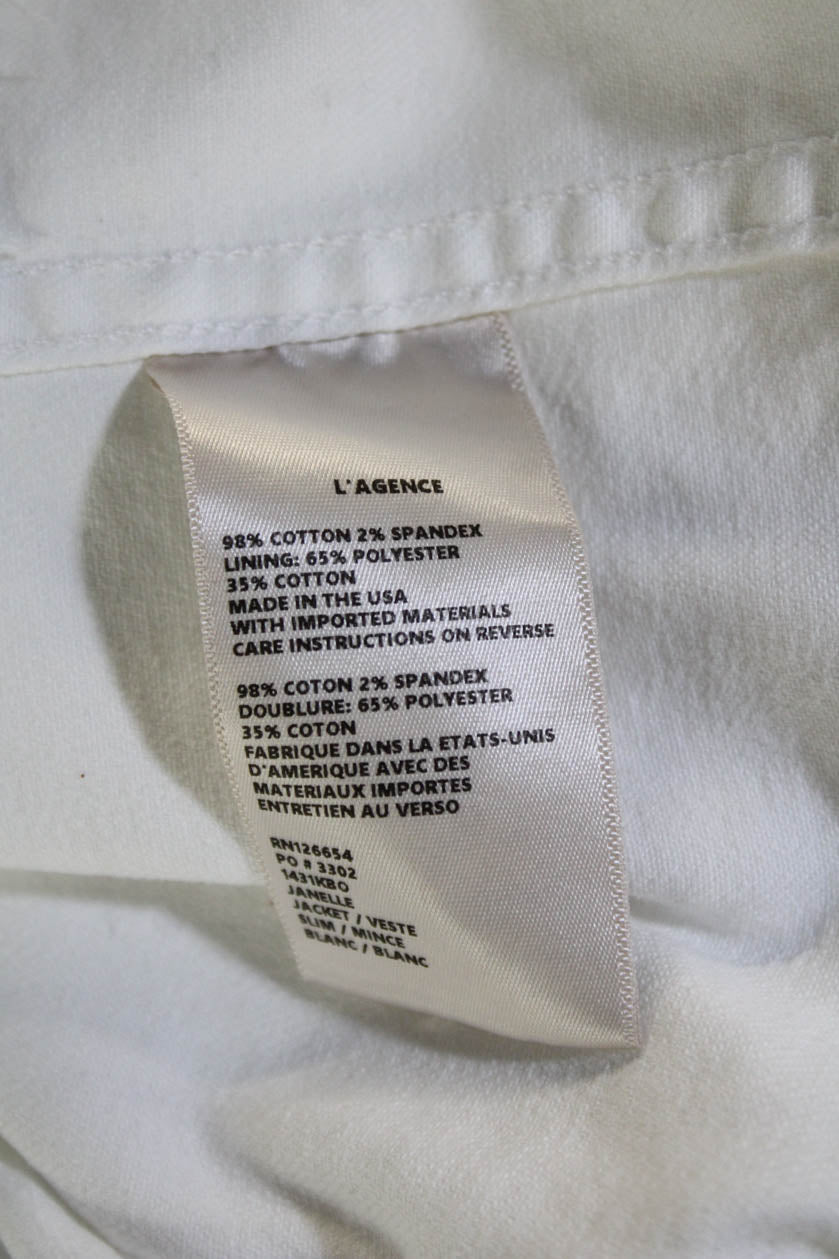 L'AGENCE
98% COTTON 2% SPANDEX
LINING: 65% POLYESTER
35% COTTON
MADE IN THE USA
WITH IMPORTED MATERIALS
CARE INSTRUCTIONS ON REVERSE
98% COTON 2% SPANDEX
DOUBLURE: 65% POLYESTER
35% COTON
FABRIQUE DANS LA ETATS-UNIS
D'AMERIQUE AVEC DES
MATERIAUX IMPORTES
ENTRETIEN AU VERSO
RN126654
PO # 3302
1431KBO
JANELLE
JACKET / VESTE
SLIM / MINCE
BLANC / BLANC